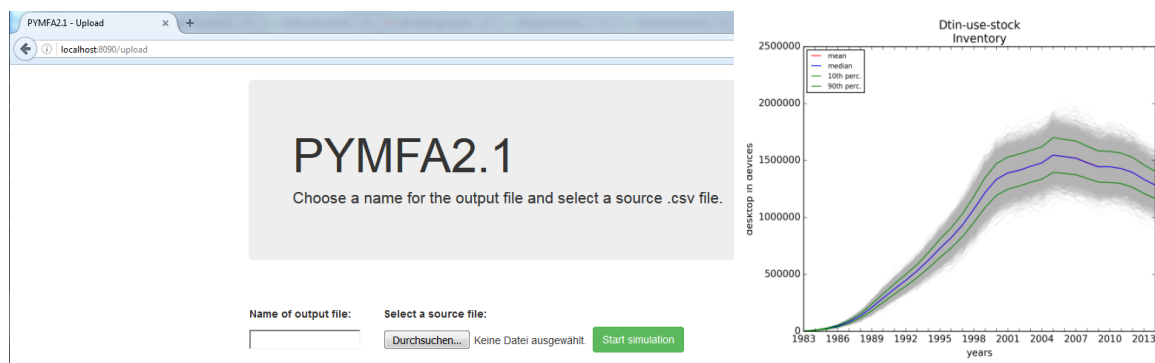 PYMFA2.1 - Upload
localhost:8090/upload
PYMFA2.1
Choose a name for the output file and select a source .csv file.
Name of output file:
Select a source file:
Durchsuchen...
Keine Datei ausgewählt.
Start simulation
Dtin-use-stock
Inventory
mean
median
10th perc.
90th perc.
2500000
2000000
1500000
1000000
500000
0
desktop in devices
1983 1986 1989 1992 1995 1998 2001 2004 2007 2010 2013
years